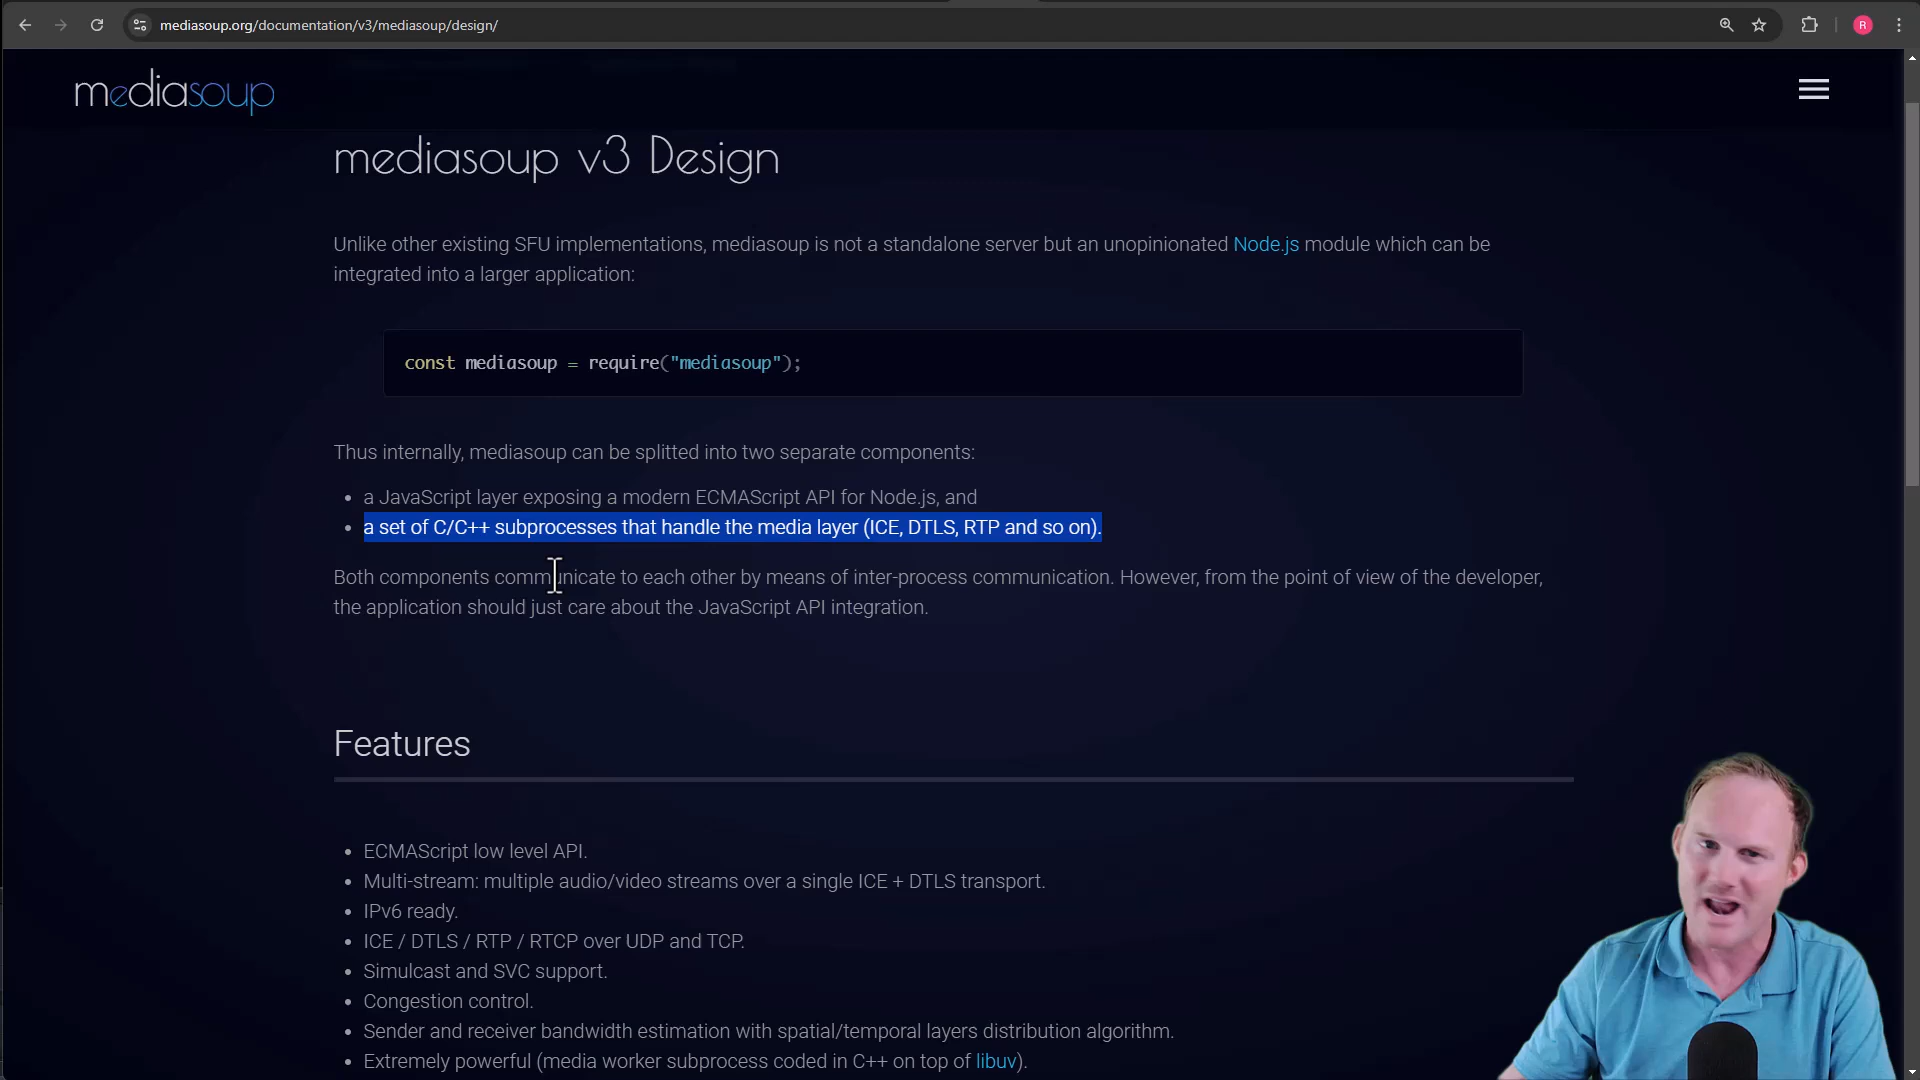 mediasoup.org/documentation/v3/mediasoup/design/
R
mediasoup
mediasoup v3 Design
Unlike other existing SFU implementations, mediasoup is not a standalone server but an unopinionated Node.js module which can be
integrated into a larger application:
const mediasoup = require("mediasoup");
Thus internally, mediasoup can be splitted into two separate components:
• a JavaScript layer exposing a modern ECMAScript API for Node.js, and
• a set of C/C++ subprocesses that handle the media layer (ICE, DTLS, RTP and so on).
Both components communicate to each other by means of inter-process communication. However, from the point of view of the developer,
the application should just care about the JavaScript API integration.
Features
• ECMAScript low level API.
• Multi-stream: multiple audio/video streams over a single ICE + DTLS transport.
• IPv6 ready.
• ICE / DTLS / RTP / RTCP over UDP and TCP.
• Simulcast and SVC support.
• Congestion control.
• Sender and receiver bandwidth estimation with spatial/temporal layers distribution algorithm.
• Extremely powerful (media worker subprocess coded in C++ on top of libuv).